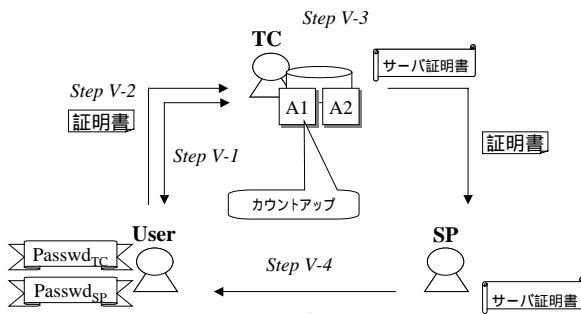 Step V-3
TC
サーバ証明書
Step V-2
証明書
A1 A2
Step V-1
証明書
カウントアップ
User
SP
Passwd_TC
Step V-4
Passwd_SP
サーバ証明書